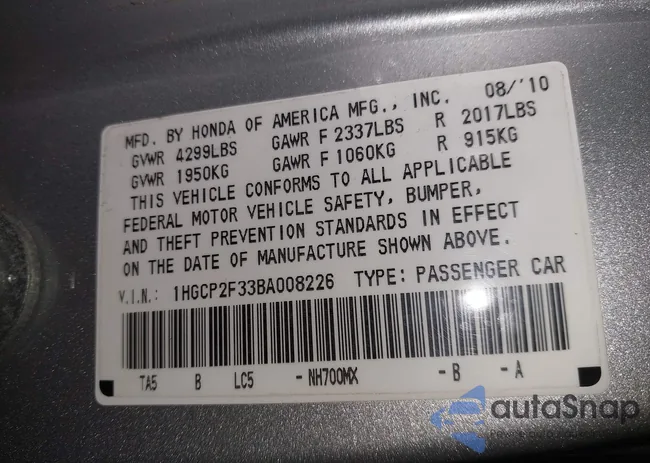 MFD. BY HONDA OF AMERICA MFG., INC. 08/'10
GVWR 4299LBS GAWR F 2337LBS R 2017LBS
GVWR 1950KG GAWR F 1060KG R 915KG
THIS VEHICLE CONFORMS TO ALL APPLICABLE
FEDERAL MOTOR VEHICLE SAFETY, BUMPER,
AND THEFT PREVENTION STANDARDS IN EFFECT
ON THE DATE OF MANUFACTURE SHOWN ABOVE.
V.I.N.: 1HGCP2F33BA008226 TYPE: PASSENGER CAR
TA5 B LC5 - NH700MX - B - A
autoSnap